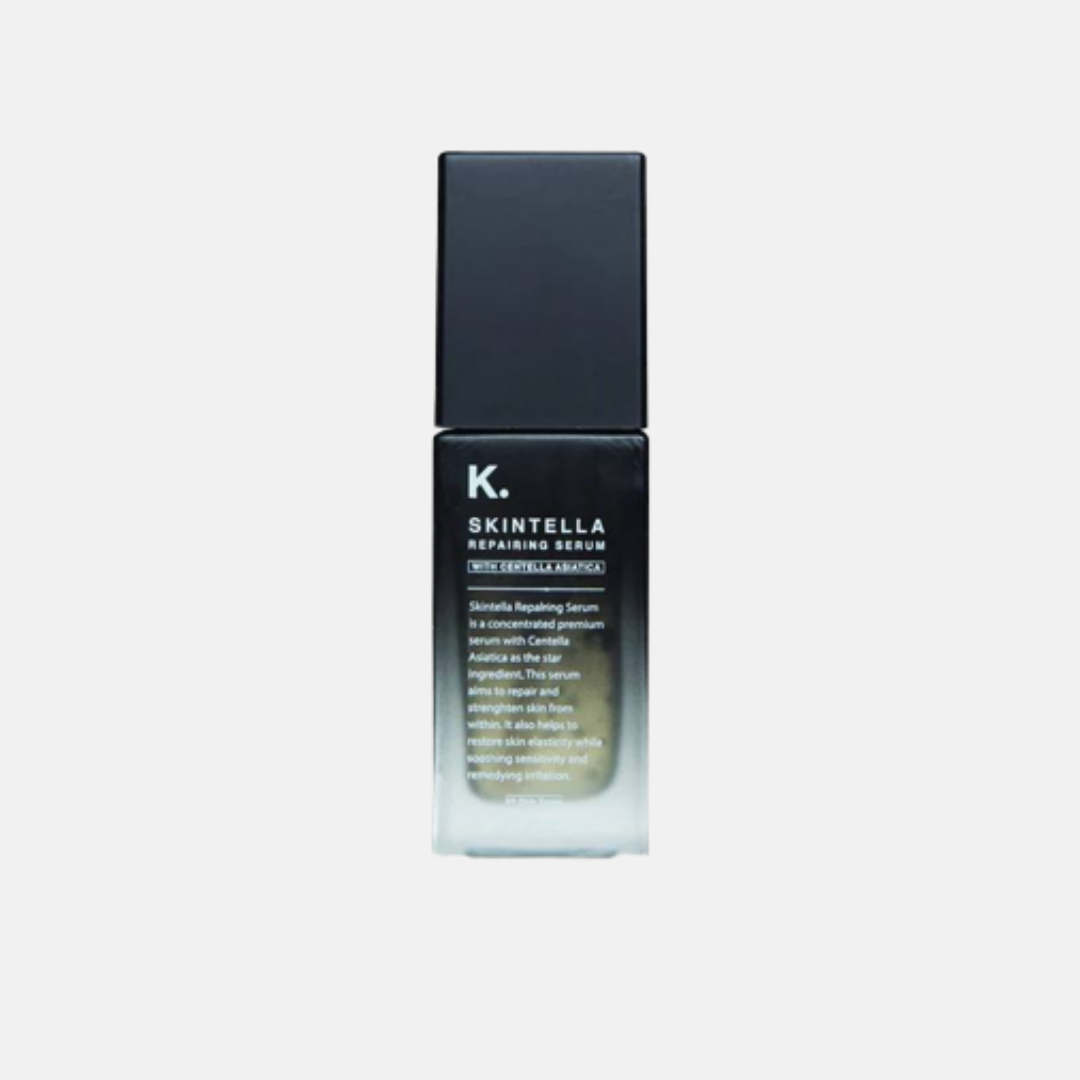 K.
SKINTELLA
REPAIRING SERUM
WITH CENTELLA ASIATICA
Skintella Repairing Serum
is a concentrated premium
serum with Centella
Asiatica as the star
ingredient. This serum
aims to repair and
strenghten skin from
within. It also helps to
restore skin elasticity while
soothing sensitivity and
remedying irritation.